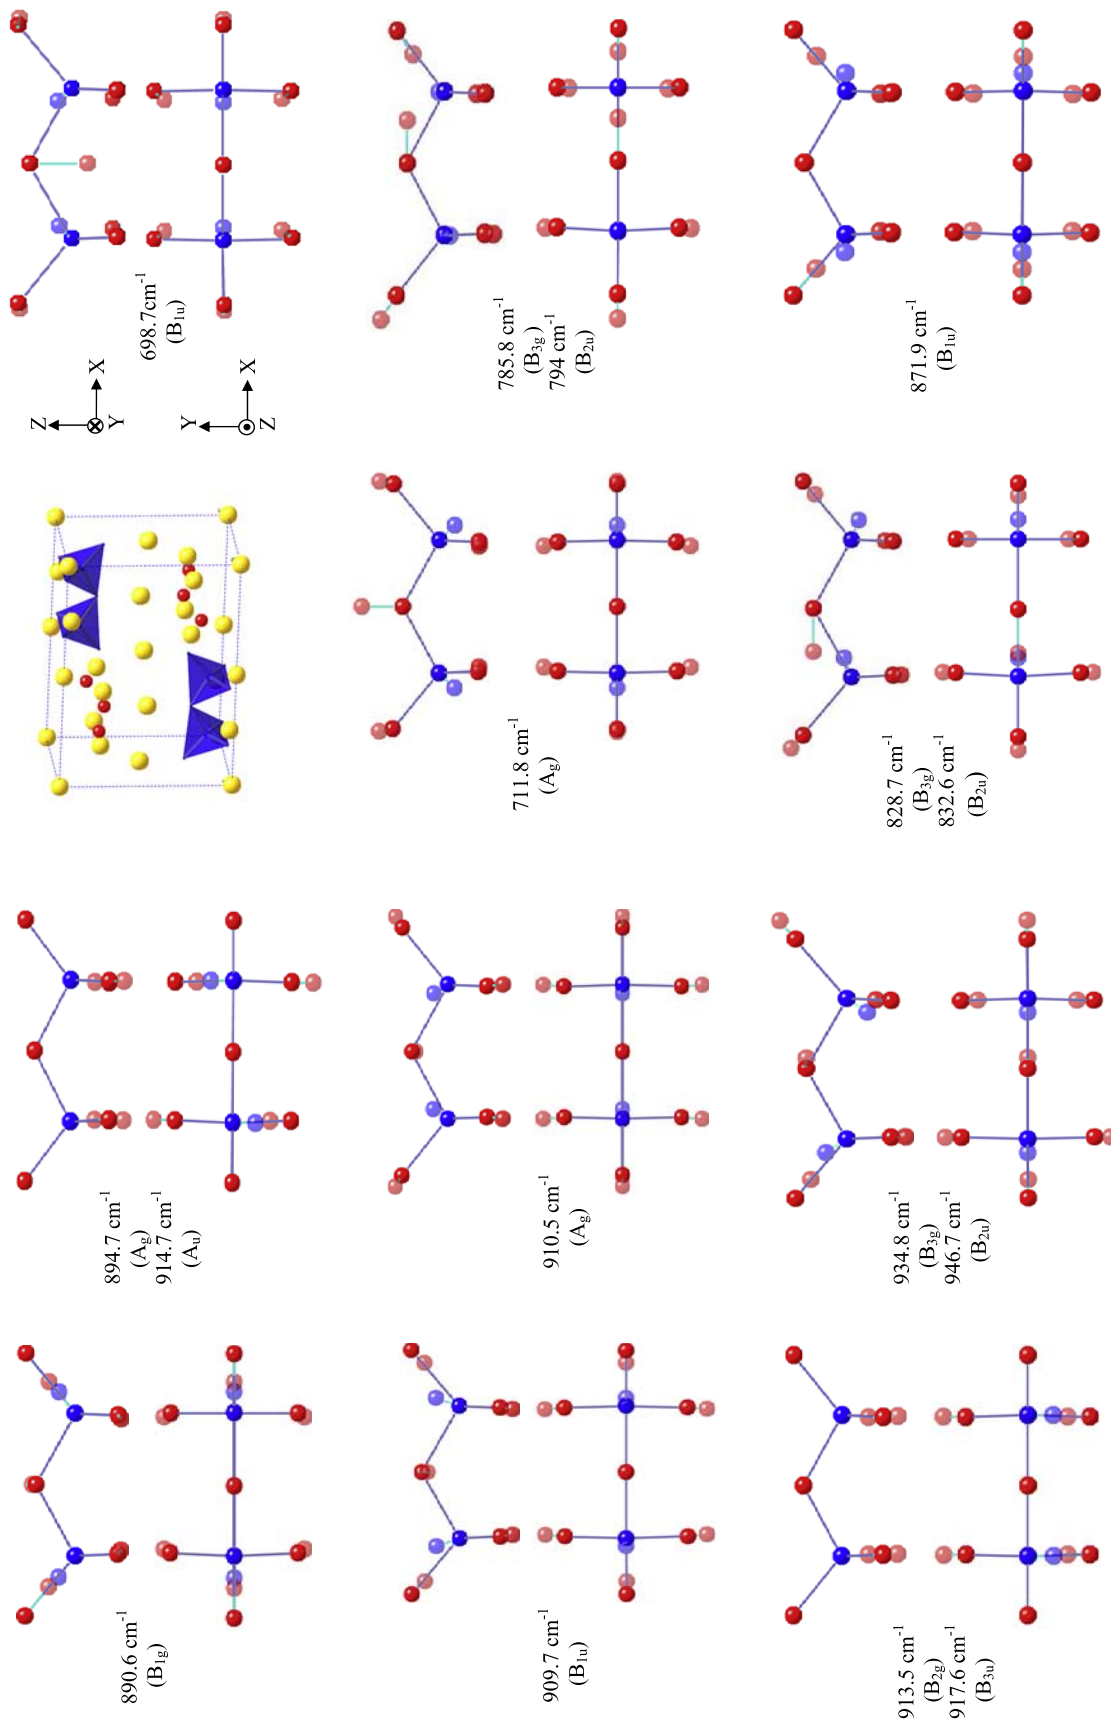 890.6 cm⁻¹
(B₁g)
894.7 cm⁻¹
(Ag)
914.7 cm⁻¹
(Au)
Z
X
Y
Y
X
Z
698.7cm⁻¹
(B₁u)
909.7 cm⁻¹
(B₁u)
910.5 cm⁻¹
(Ag)
711.8 cm⁻¹
(Ag)
785.8 cm⁻¹
(B₃g)
794 cm⁻¹
(B₂u)
913.5 cm⁻¹
(B₂g)
917.6 cm⁻¹
(B₃u)
934.8 cm⁻¹
(B₃g)
946.7 cm⁻¹
(B₂u)
828.7 cm⁻¹
(B₃g)
832.6 cm⁻¹
(B₂u)
871.9 cm⁻¹
(B₁u)